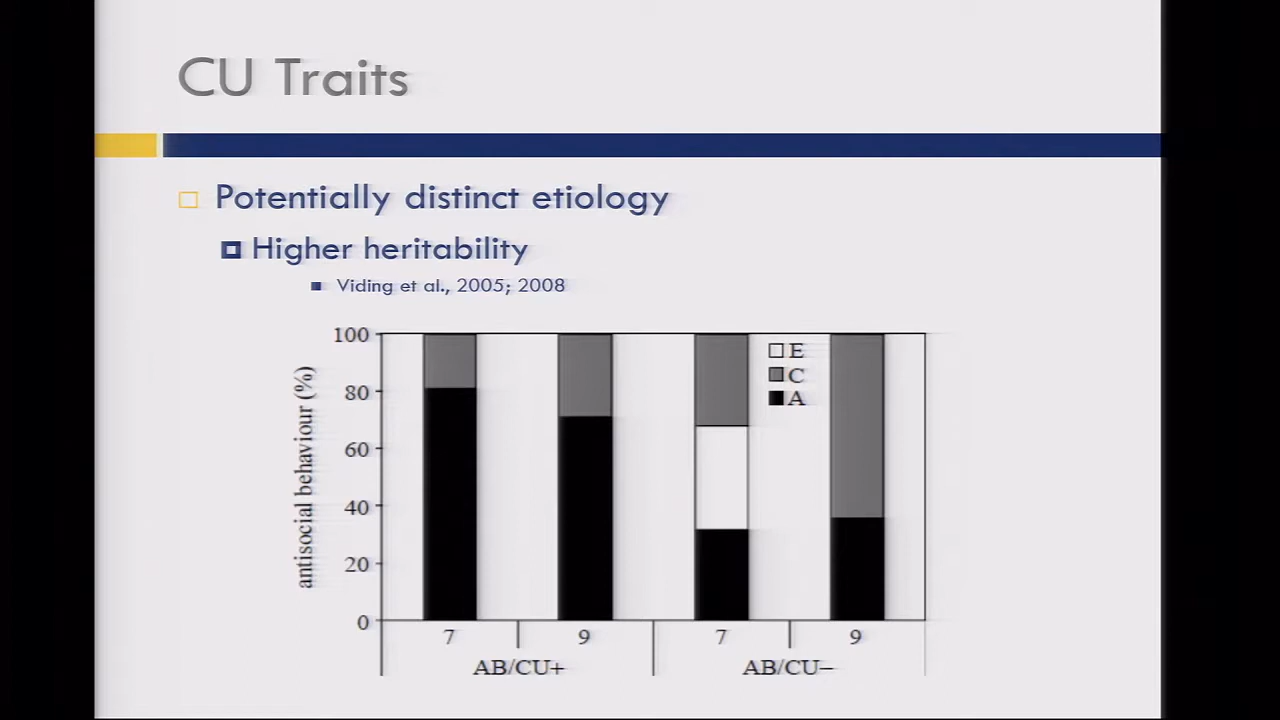 CU Traits
Potentially distinct etiology
Higher heritability
Viding et al., 2005; 2008
antisocial behaviour (%)
100
80
60
40
20
0
E
C
A
7 9 7 9
AB/CU+ AB/CU–